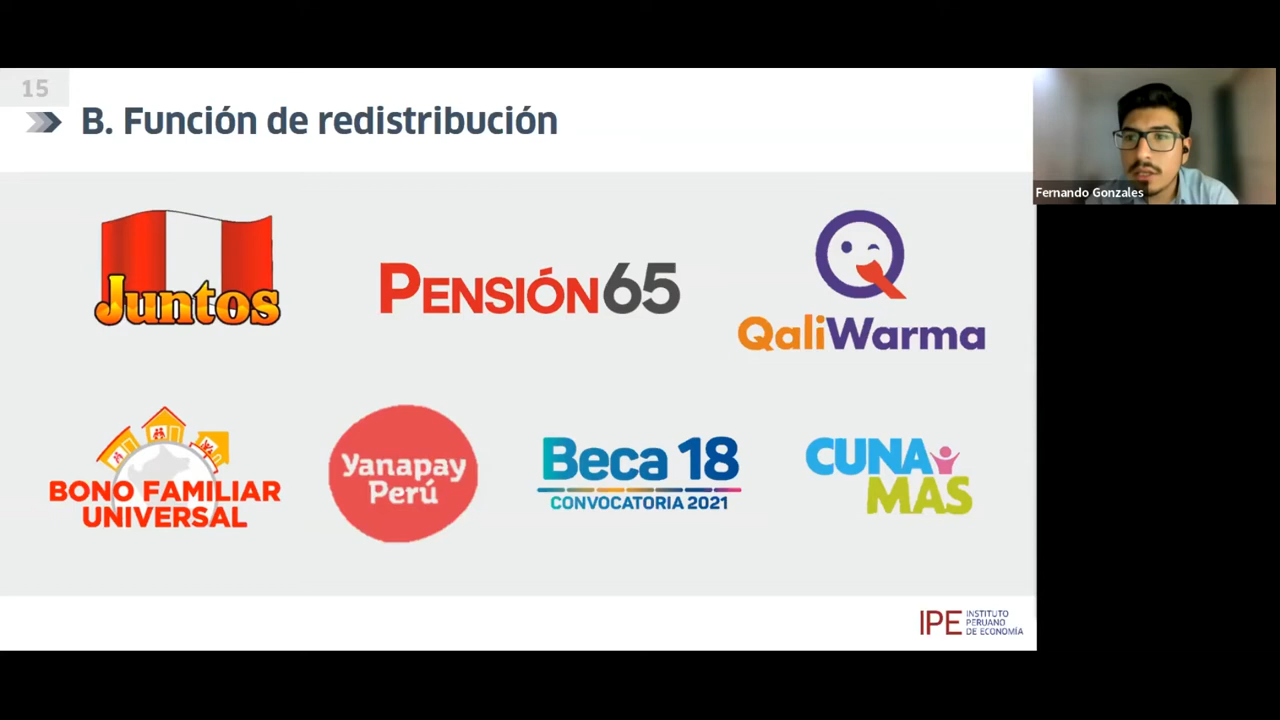 15
B. Función de redistribución
Fernando Gonzales
Juntos
PENSIÓN65
QaliWarma
BONO FAMILIAR
UNIVERSAL
Yanapay
Perú
Beca 18
CONVOCATORIA 2021
CUNA
MAS
IPE
INSTITUTO
PERUANO
DE ECONOMÍA